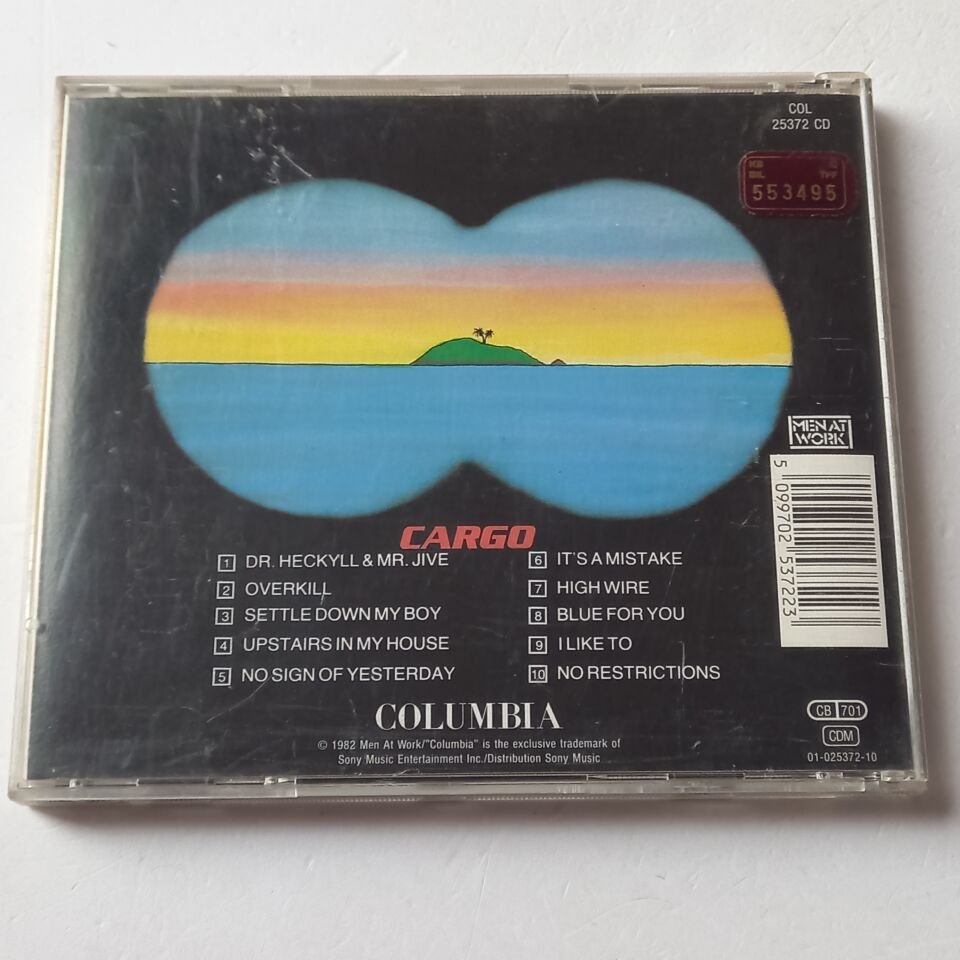 COL
25372 CD
553495
MEN AT
WORK
5 099702 537223
CARGO
1 DR. HECKYLL & MR. JIVE
2 OVERKILL
3 SETTLE DOWN MY BOY
4 UPSTAIRS IN MY HOUSE
5 NO SIGN OF YESTERDAY
6 IT'S A MISTAKE
7 HIGH WIRE
8 BLUE FOR YOU
9 I LIKE TO
10 NO RESTRICTIONS
COLUMBIA
© 1982 Men At Work/"Columbia" is the exclusive trademark of
Sony Music Entertainment Inc./Distribution Sony Music
CB 701
CDM
01-025372-10